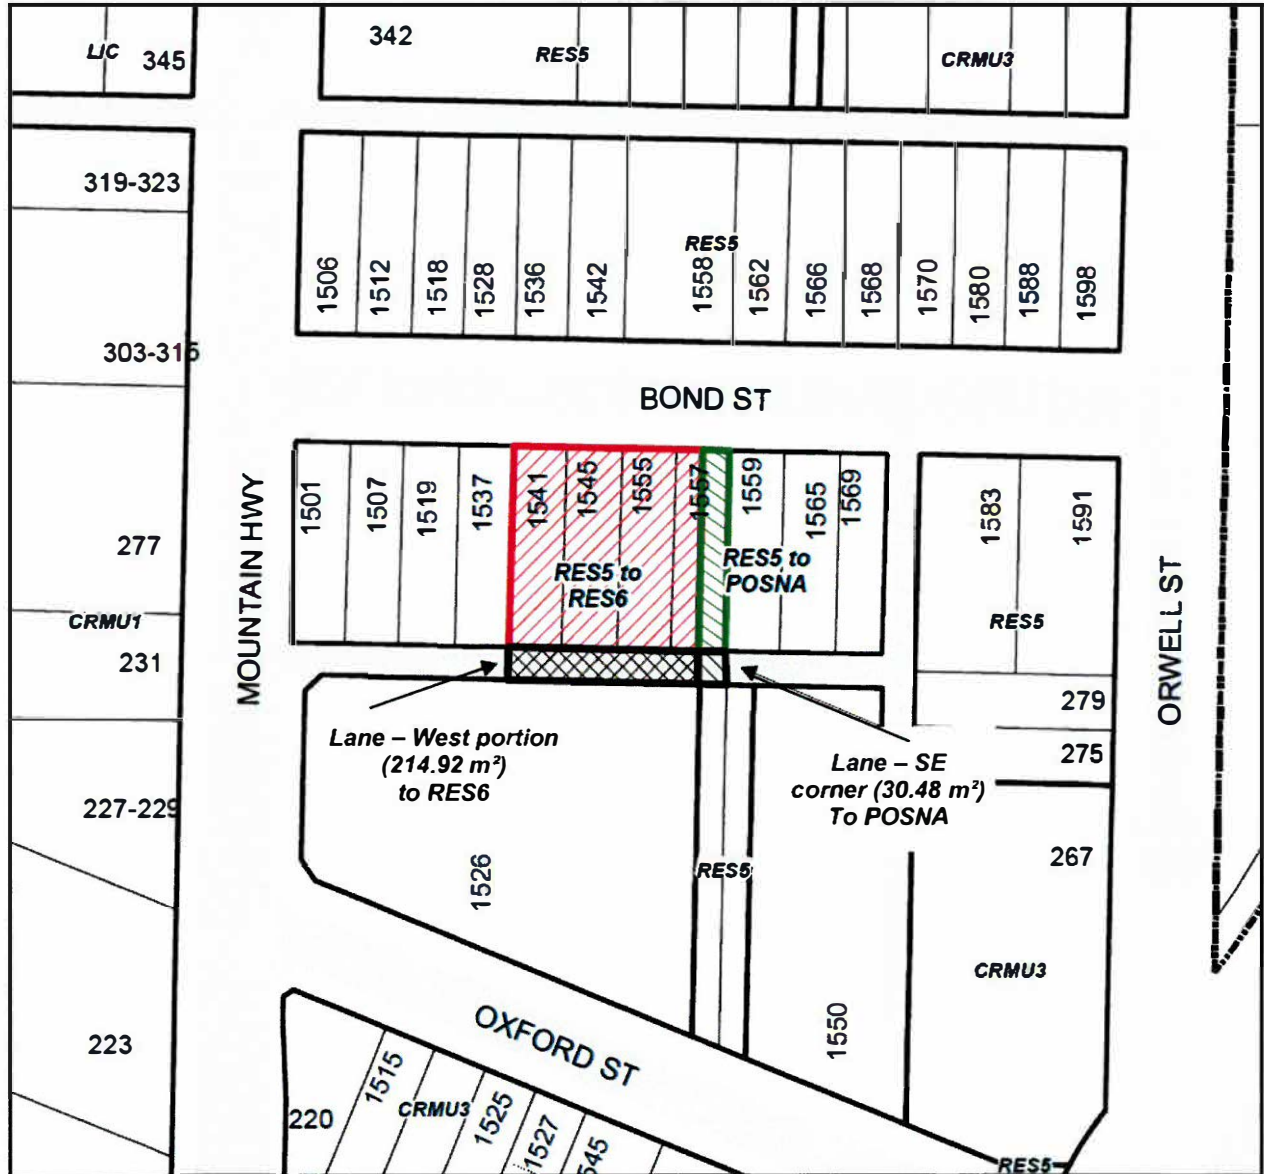 LIC
345
342
RES5
CRMU3
319-323
303-315
RES5
1506
1512
1518
1528
1536
1542
1558
1562
1566
1568
1570
1580
1588
1598
BOND ST
MOUNTAIN HWY
ORWELL ST
277
CRMU1
231
227-229
223
1501
1507
1519
1537
1541
1545
1555
1557
1559
1565
1569
1583
1591
RES5 to
RES6
RES5 to
POSNA
RES5
279
275
267
Lane – West portion
(214.92 m²)
to RES6
Lane – SE
corner (30.48 m²)
To POSNA
1526
RES5
1550
CRMU3
OXFORD ST
220
1515
CRMU3
1525
1527
545
RES5